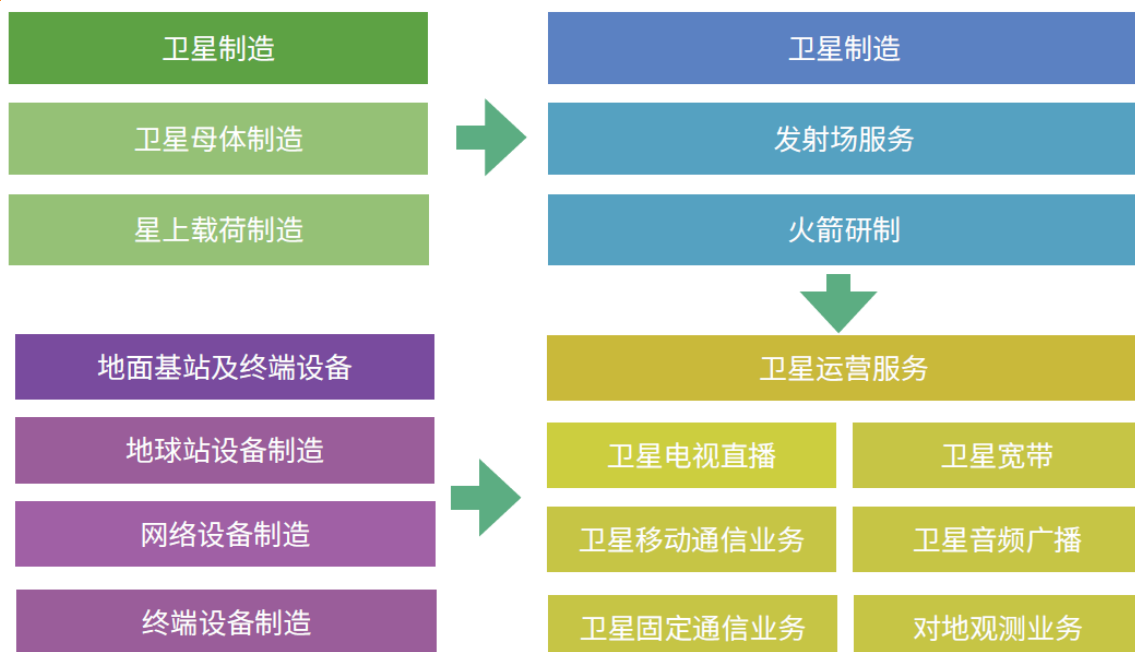 卫星制造
卫星母体制造
星上载荷制造
卫星制造
发射场服务
火箭研制
地面基站及终端设备
地球站设备制造
网络设备制造
终端设备制造
卫星运营服务
卫星电视直播
卫星宽带
卫星移动通信业务
卫星音频广播
卫星固定通信业务
对地观测业务